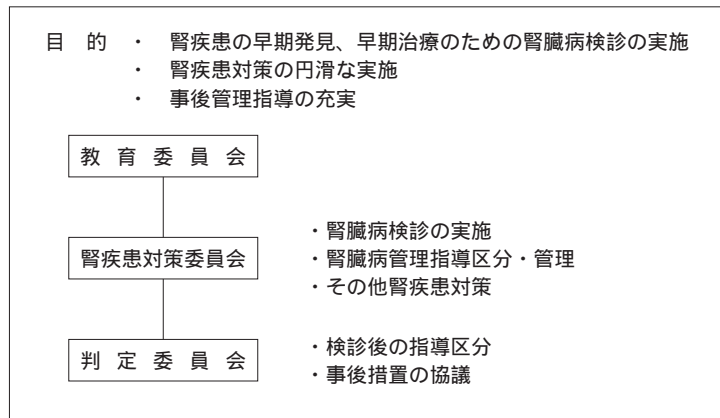 目 的 ・ 腎疾患の早期発見、早期治療のための腎臓病検診の実施
・ 腎疾患対策の円滑な実施
・ 事後管理指導の充実
教 育 委 員 会
腎疾患対策委員会
・腎臓病検診の実施
・腎臓病管理指導区分・管理
・その他腎疾患対策
判 定 委 員 会
・検診後の指導区分
・事後措置の協議